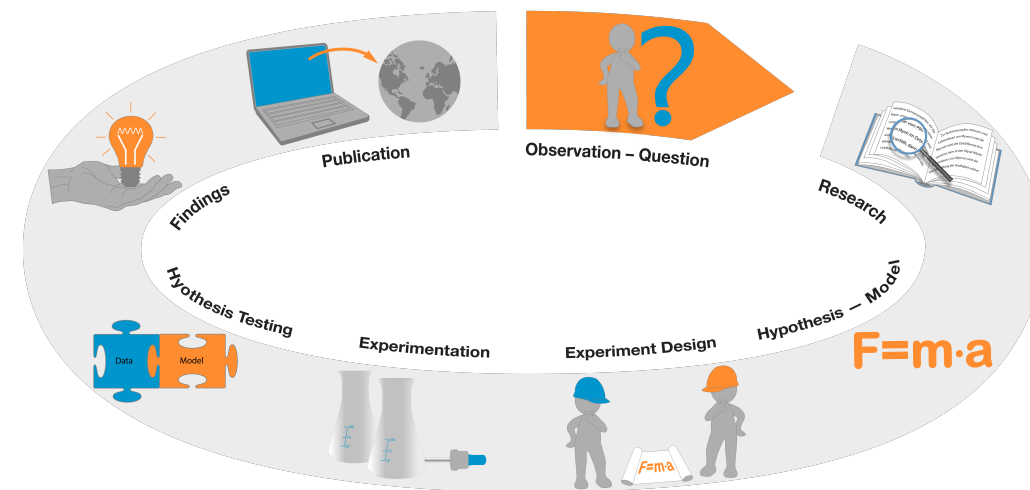 Observation – Question
Research
Hypothesis – Model
F=m·a
Experiment Design
F=m·a
Experimentation
Hyothesis Testing
Data
Model
Findings
Publication